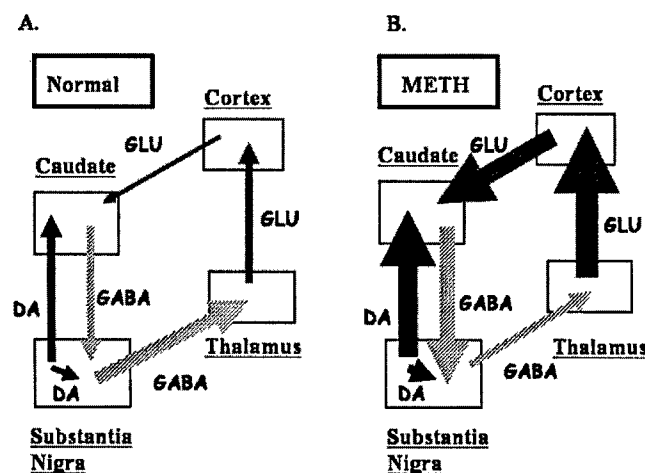 A.
Normal
Cortex
GLU
Caudate
GLU
DA
GABA
Thalamus
GABA
DA
Substantia
Nigra
B.
METH
Cortex
GLU
Caudate
GLU
DA
GABA
Thalamus
GABA
DA
Substantia
Nigra